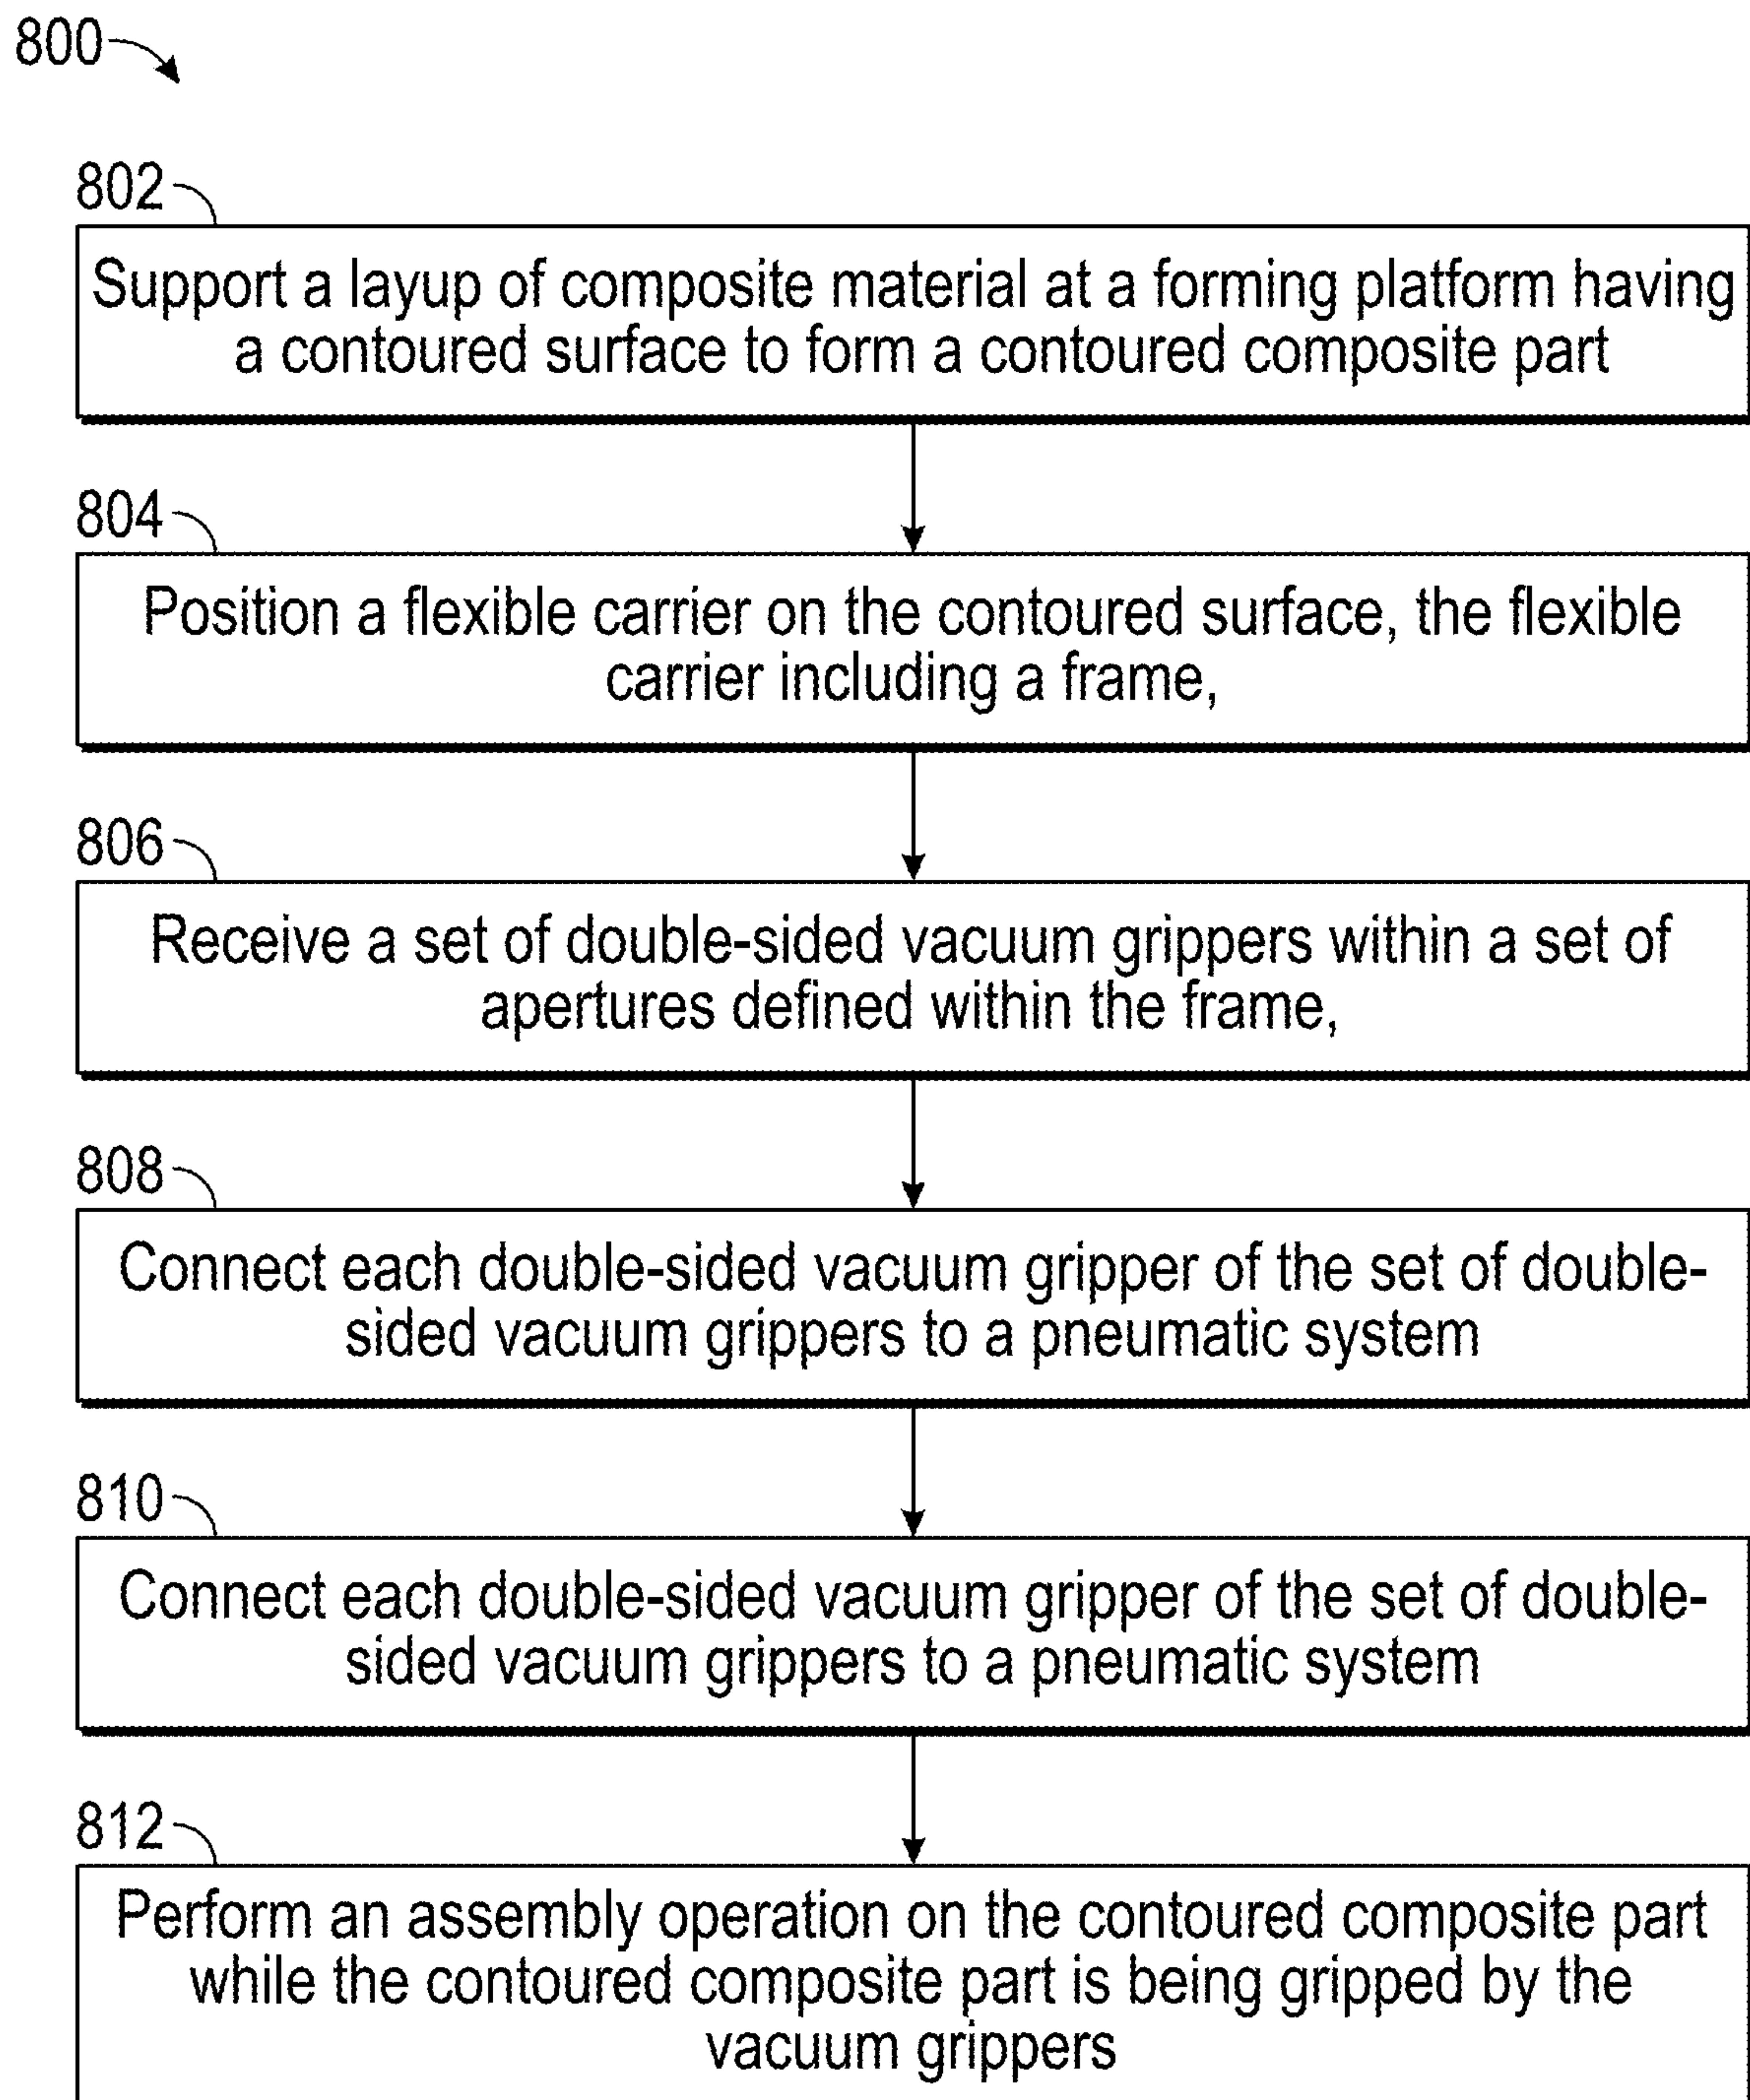 800
802
Support a layup of composite material at a forming platform having
a contoured surface to form a contoured composite part
804
Position a flexible carrier on the contoured surface, the flexible
carrier including a frame,
806
Receive a set of double-sided vacuum grippers within a set of
apertures defined within the frame,
808
Connect each double-sided vacuum gripper of the set of double-
sided vacuum grippers to a pneumatic system
810
Connect each double-sided vacuum gripper of the set of double-
sided vacuum grippers to a pneumatic system
812
Perform an assembly operation on the contoured composite part
while the contoured composite part is being gripped by the
vacuum grippers